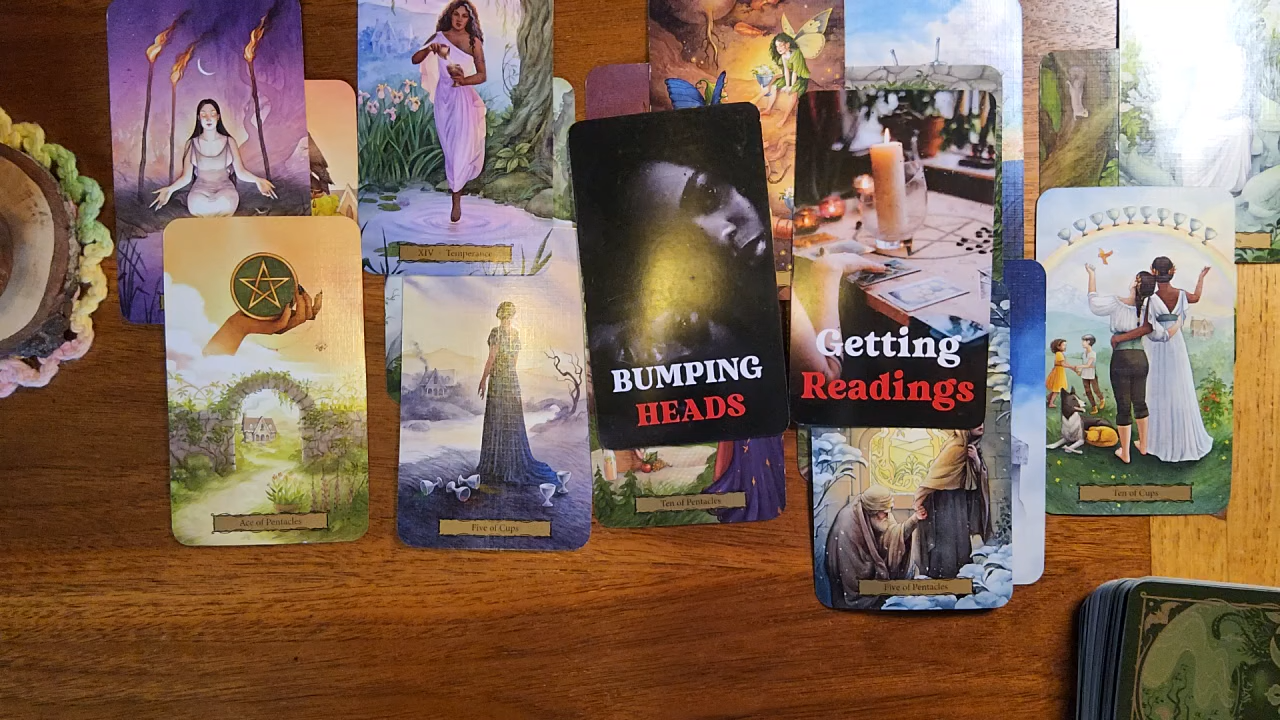 XIV · Temperance
BUMPING
HEADS
Getting
Readings
Ace of Pentacles
Five of Cups
Ten of Pentacles
Five of Pentacles
Ten of Cups